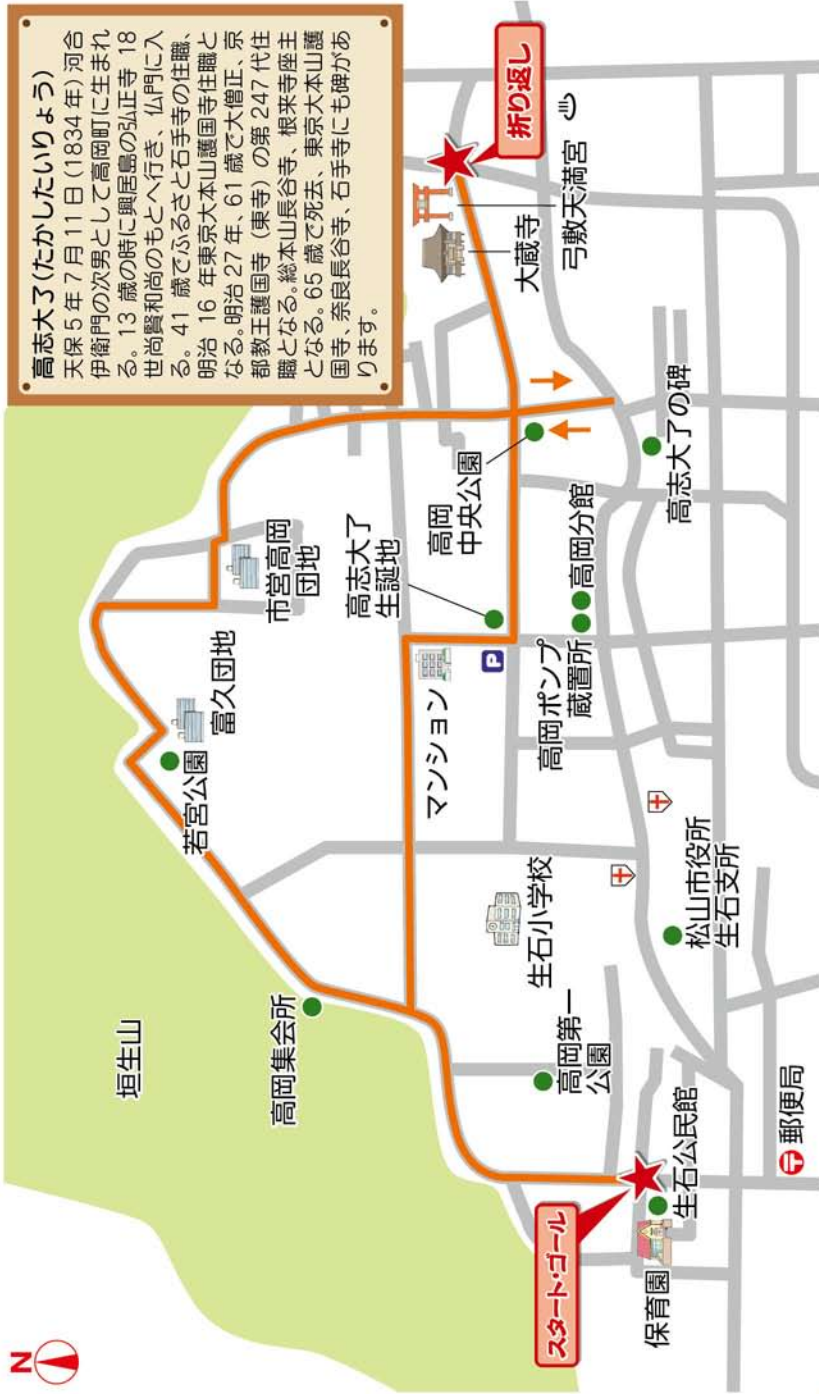 高志大了(たかしたいりょう)
天保5年7月11日(1834年)河合
伊衛門の次男として高岡町に生まれ
る。13歳の時に興居島の弘正寺18
世尚賢和尚のもとへ行き、仏門に入
る。41歳でふるさと石手寺の住職、
明治16年東京大本山護国寺住職と
なる。明治27年、61歳で大僧正、京
都教王護国寺(東寺)の第247代住
職となる。総本山長谷寺、根来寺座主
となる。65歳で死去、東京大本山護
国寺、奈良長谷寺、石手寺にも碑があ
ります。
N
垣生山
高岡集会所
若宮公園
富久団地
市営高岡
団地
高志大了
生誕地
高岡
中央公園
大蔵寺
弓敷天満宮
折り返し
マンション
P
高岡ポンプ
蔵置所
高岡分館
高志大了の碑
生石小学校
高岡第一
公園
松山市役所
生石支所
スタート・ゴール
保育園
生石公民館
郵便局